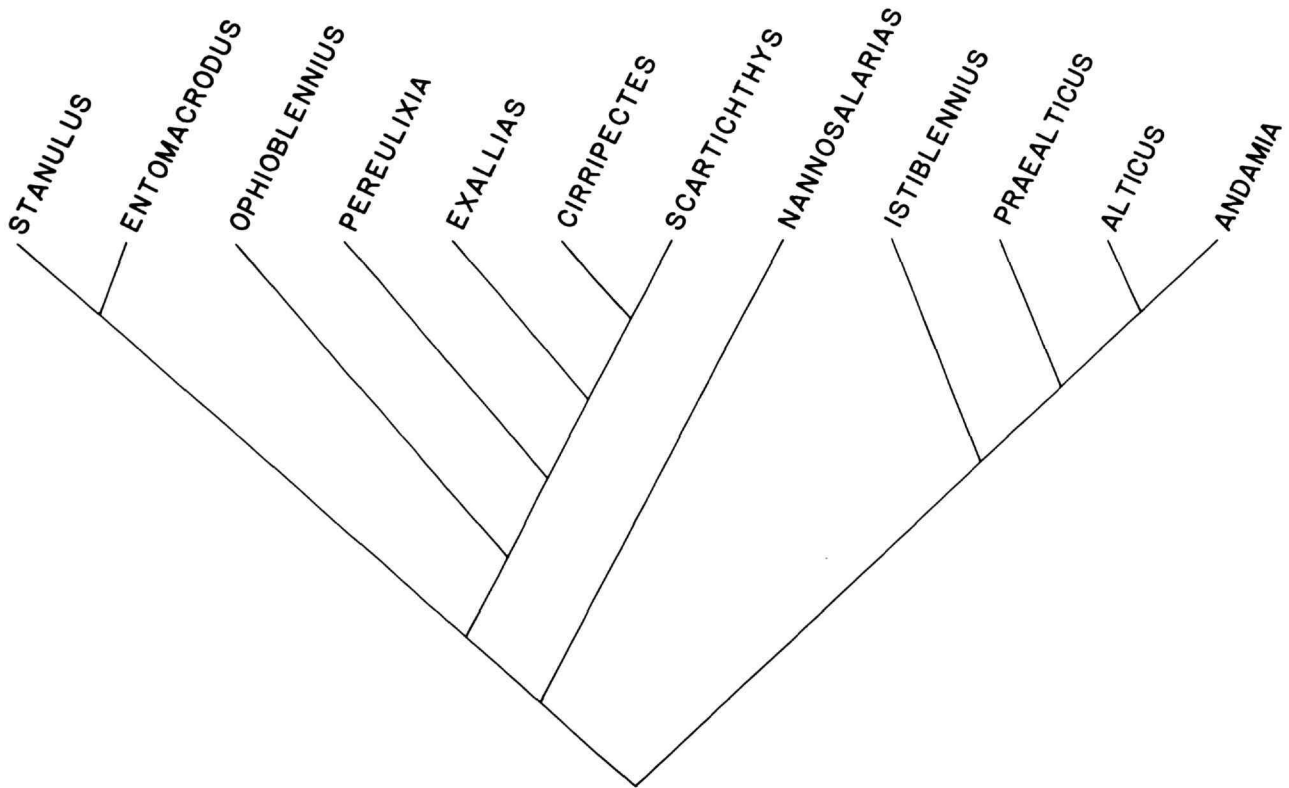 STANULUS
ENTOMACRODUS
OPHIOBLENNIUS
PEREULIXIA
EXALLIAS
CIRRIPECTES
SCARTICHTHYS
NANNOSALARIAS
ISTIBLENNIUS
PRAEALTICUS
ALTICUS
ANDAMIA